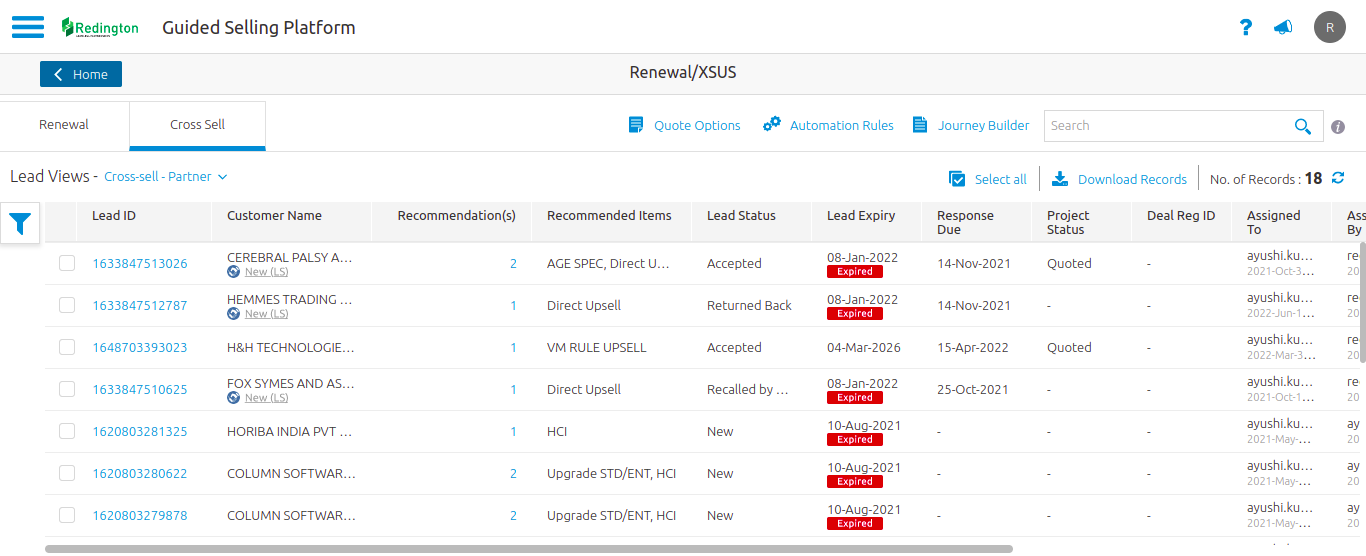 Redington
Guided Selling Platform
?
R
Home
Renewal/XSUS
Renewal
Cross Sell
Quote Options
Automation Rules
Journey Builder
Search
i
Lead Views - Cross-sell - Partner
Select all
Download Records
No. of Records : 18
Lead ID Customer Name Recommendation(s) Recommended Items Lead Status Lead Expiry Response Due Project Status Deal Reg ID Assigned To Ass By
1633847513026 CEREBRAL PALSY A... New (LS) 2 AGE SPEC, Direct U... Accepted 08-Jan-2022 Expired 14-Nov-2021 Quoted - ayushi.ku... 2021-Oct-3... re 20
1633847512787 HEMMES TRADING ... New (LS) 1 Direct Upsell Returned Back 08-Jan-2022 Expired 14-Nov-2021 - - ayushi.ku... 2022-Jun-1... re 20
1648703393023 H&H TECHNOLOGIE... 1 VM RULE UPSELL Accepted 04-Mar-2026 15-Apr-2022 Quoted - ayushi.ku... 2022-Mar-3... re 20
1633847510625 FOX SYMES AND AS... New (LS) 1 Direct Upsell Recalled by ... 08-Jan-2022 Expired 25-Oct-2021 - - ayushi.ku... 2021-Oct-1... re 20
1620803281325 HORIBA INDIA PVT ... 1 HCI New 10-Aug-2021 Expired - - - ayushi.ku... 2021-May-... ay 20
1620803280622 COLUMN SOFTWAR... 2 Upgrade STD/ENT, HCI New 10-Aug-2021 Expired - - - ayushi.ku... 2021-May-... ay 20
1620803279878 COLUMN SOFTWAR... 2 Upgrade STD/ENT, HCI New 10-Aug-2021 Expired - - - ayushi.ku... 2021-May-... ay 20